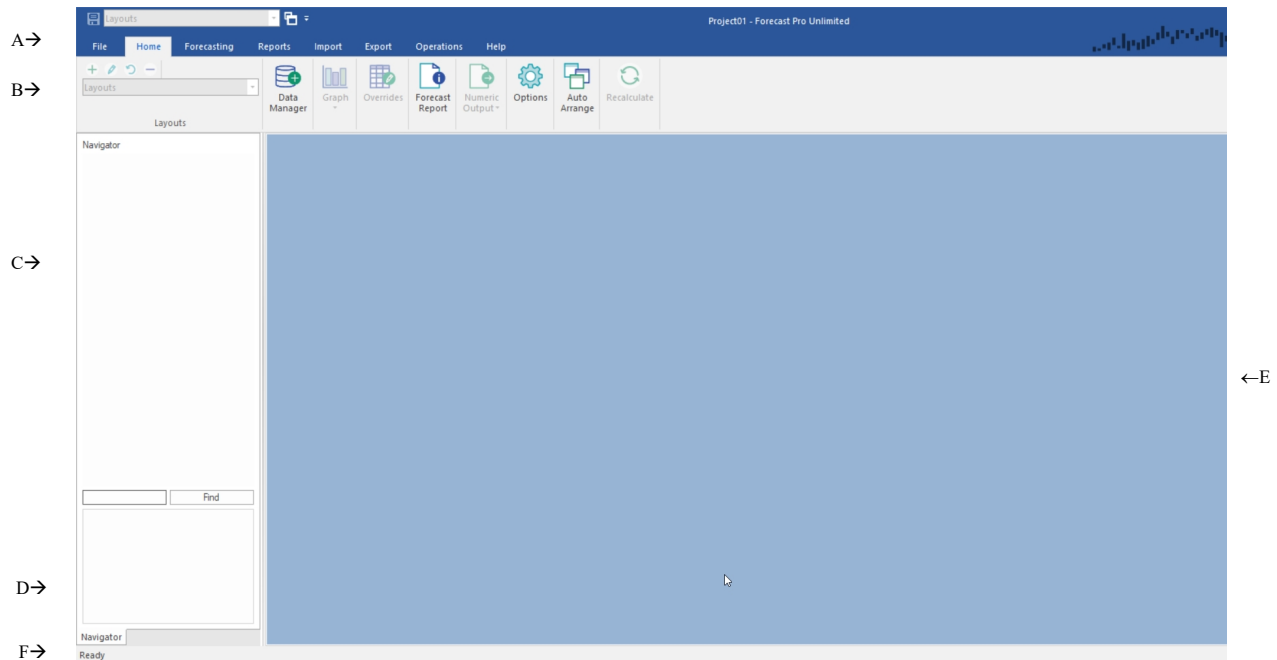 Layouts
Project01 - Forecast Pro Unlimited
A→
File Home Forecasting Reports Import Export Operations Help
B→
Layouts
Data Manager
Graph
Overrides
Forecast Report
Numeric Output
Options
Auto Arrange
Recalculate
Layouts
Navigator
C→
←E
Find
D→
Navigator
F→
Ready